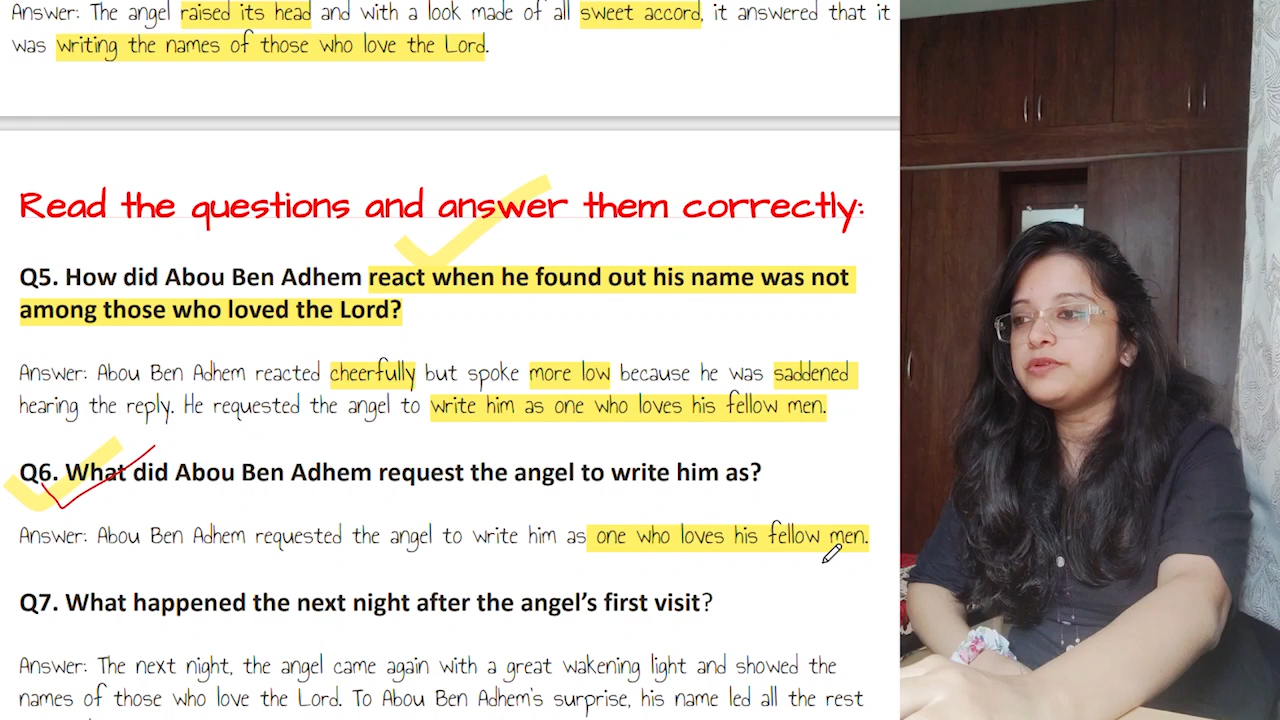 Answer: The angel raised its head and with a look made of all sweet accord, it answered that it
was writing the names of those who love the Lord.
Read the questions and answer them correctly:
Q5. How did Abou Ben Adhem react when he found out his name was not
among those who loved the Lord?
Answer: Abou Ben Adhem reacted cheerfully but spoke more low because he was saddened
hearing the reply. He requested the angel to write him as one who loves his fellow men.
Q6. What did Abou Ben Adhem request the angel to write him as?
Answer: Abou Ben Adhem requested the angel to write him as one who loves his fellow men.
Q7. What happened the next night after the angel's first visit?
Answer: The next night, the angel came again with a great wakening light and showed the
names of those who love the Lord. To Abou Ben Adhem's surprise, his name led all the rest